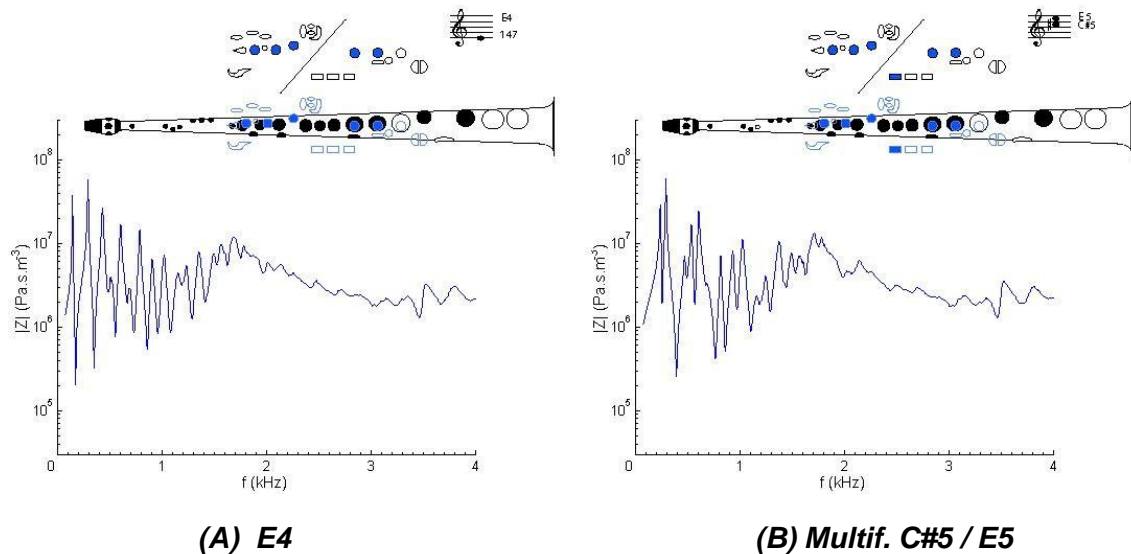 E4
147
10^8
10^7
10^6
10^5
|Z| (Pa.s.m^3)
0
1
2
3
4
f (kHz)
(A) E4
E5
C#5
10^8
10^7
10^6
10^5
|Z| (Pa.s.m^3)
0
1
2
3
4
f (kHz)
(B) Multif. C#5 / E5